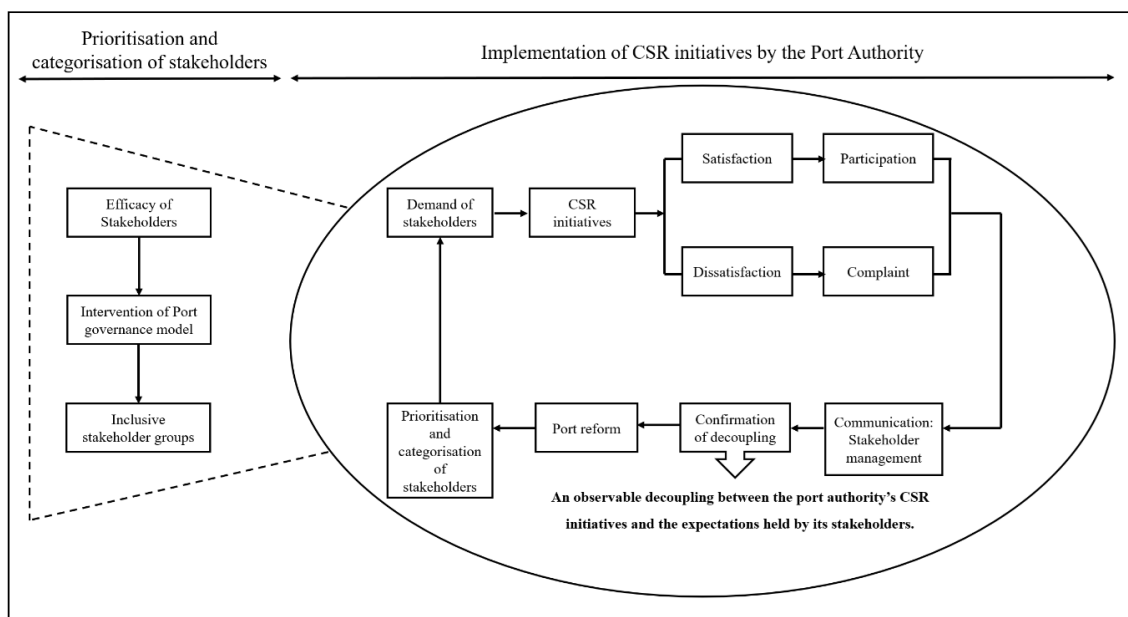 Prioritisation and
categorisation of stakeholders
Implementation of CSR initiatives by the Port Authority
Efficacy of
Stakeholders
Intervention of Port
governance model
Inclusive
stakeholder groups
Demand of
stakeholders
CSR
initiatives
Satisfaction
Participation
Dissatisfaction
Complaint
Prioritisation
and
categorisation
of
stakeholders
Port reform
Confirmation
of decoupling
Communication:
Stakeholder
management
An observable decoupling between the port authority's CSR
initiatives and the expectations held by its stakeholders.